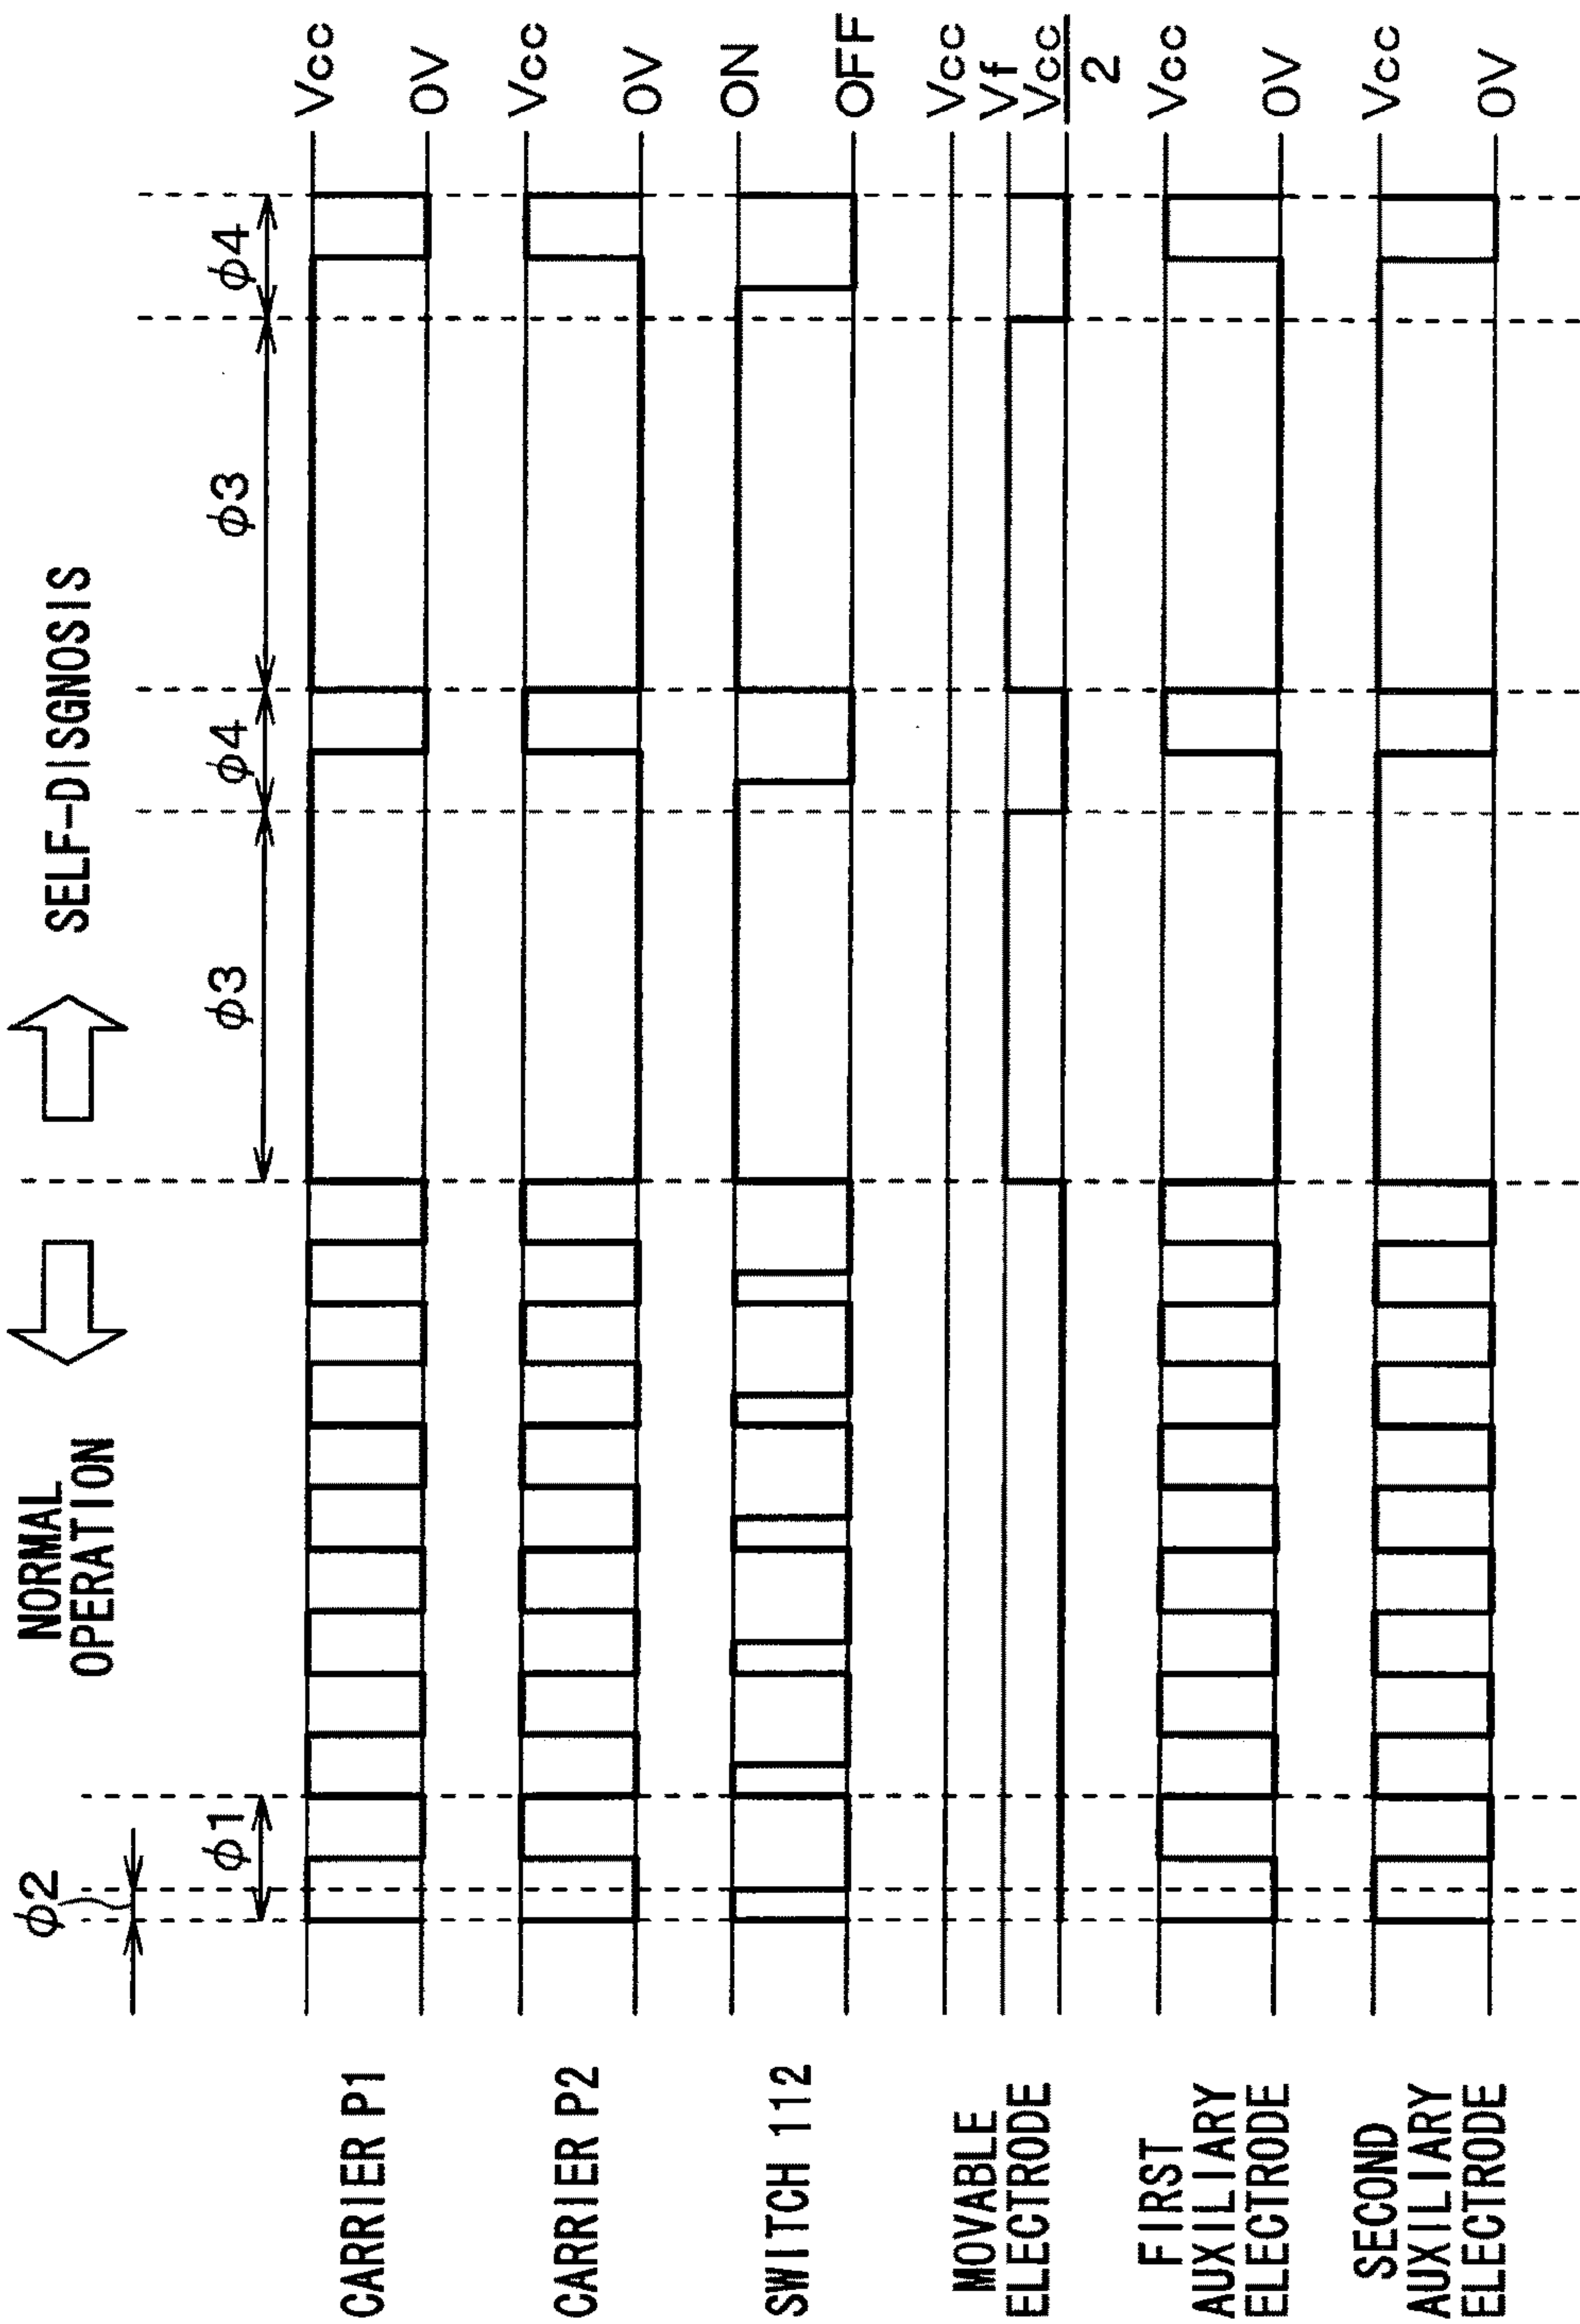 NORMAL
OPERATION
SELF-DISGNOSIS
φ2
φ1
φ3
φ4
φ3
φ4
CARRIER P1
Vcc
0V
CARRIER P2
Vcc
0V
SWITCH 112
ON
OFF
MOVABLE
ELECTRODE
Vcc
Vf
Vcc
2
FIRST
AUXILIARY
ELECTRODE
Vcc
0V
SECOND
AUXILIARY
ELECTRODE
Vcc
0V